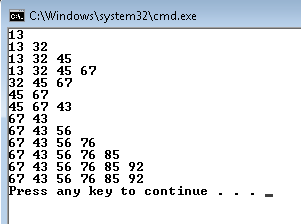 C:\Windows\system32\cmd.exe
13
13 32
13 32 45
13 32 45 67
32 45 67
45 67
45 67 43
67 43
67 43 56
67 43 56 76
67 43 56 76 85
67 43 56 76 85 92
67 43 56 76 85 92
Press any key to continue . . .